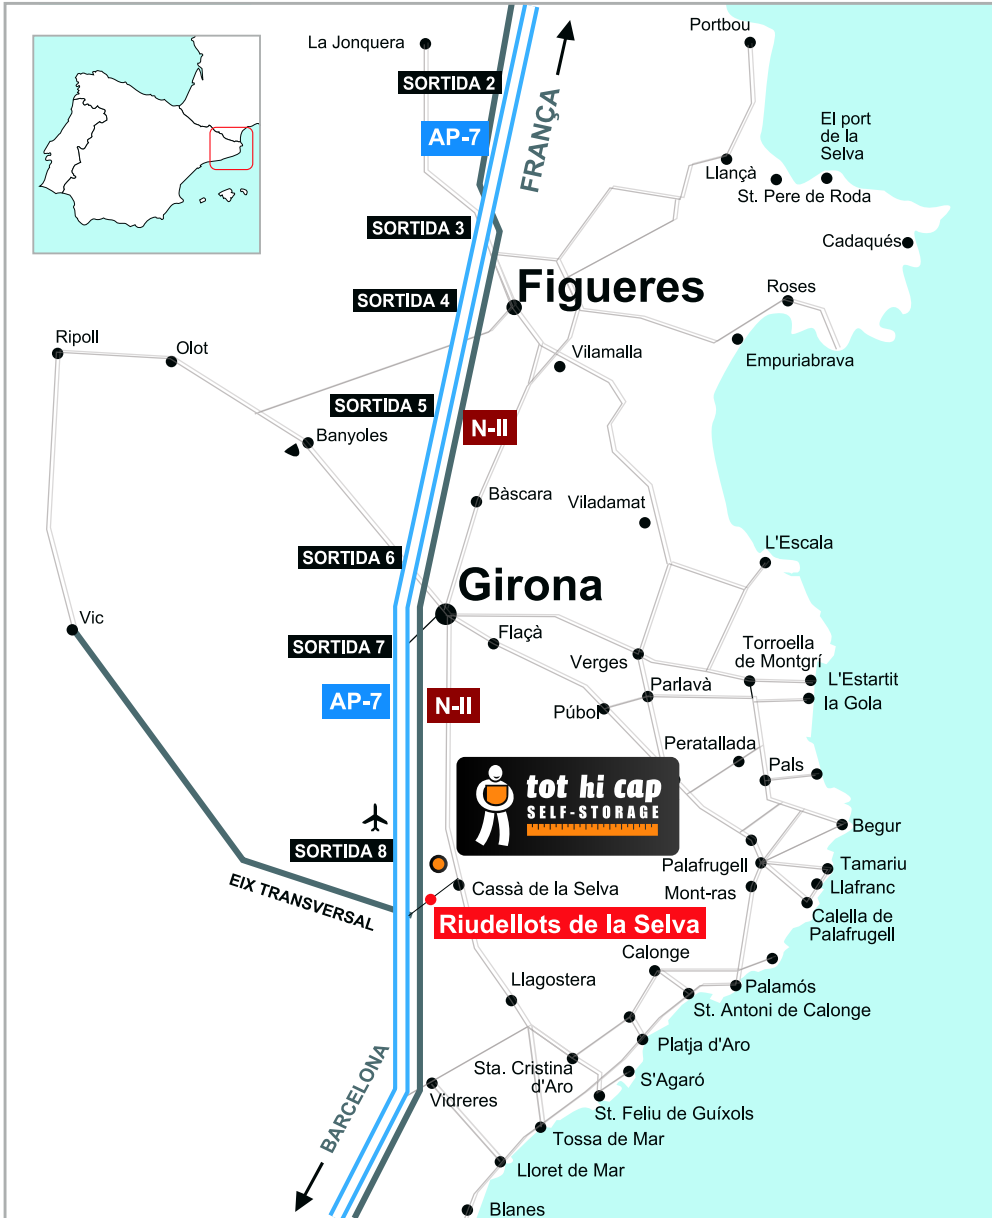 Portbou
La Jonquera
SORTIDA 2
AP-7
FRANÇA
El port
de la
Selva
Llançà
St. Pere de Roda
SORTIDA 3
Cadaqués
Figueres
SORTIDA 4
Roses
Ripoll
Olot
Vilamalla
Empuriabrava
SORTIDA 5
N-II
Banyoles
Bàscara
Viladamat
SORTIDA 6
L'Escala
Girona
Vic
Flaçà
SORTIDA 7
Verges
Torroella
de Montgrí
L'Estartit
AP-7
N-II
Parlavà
la Gola
Púbol
Peratallada
Pals
tot hi cap
SELF-STORAGE
Begur
SORTIDA 8
Palafrugell
Tamariu
EIX TRANSVERSAL
Cassà de la Selva
Mont-ras
Llafranc
Calella de
Palafrugell
Riudellots de la Selva
Calonge
Llagostera
Palamós
St. Antoni de Calonge
Platja d'Aro
BARCELONA
Sta. Cristina
d'Aro
S'Agaró
Vidreres
St. Feliu de Guíxols
Tossa de Mar
Lloret de Mar
Blanes